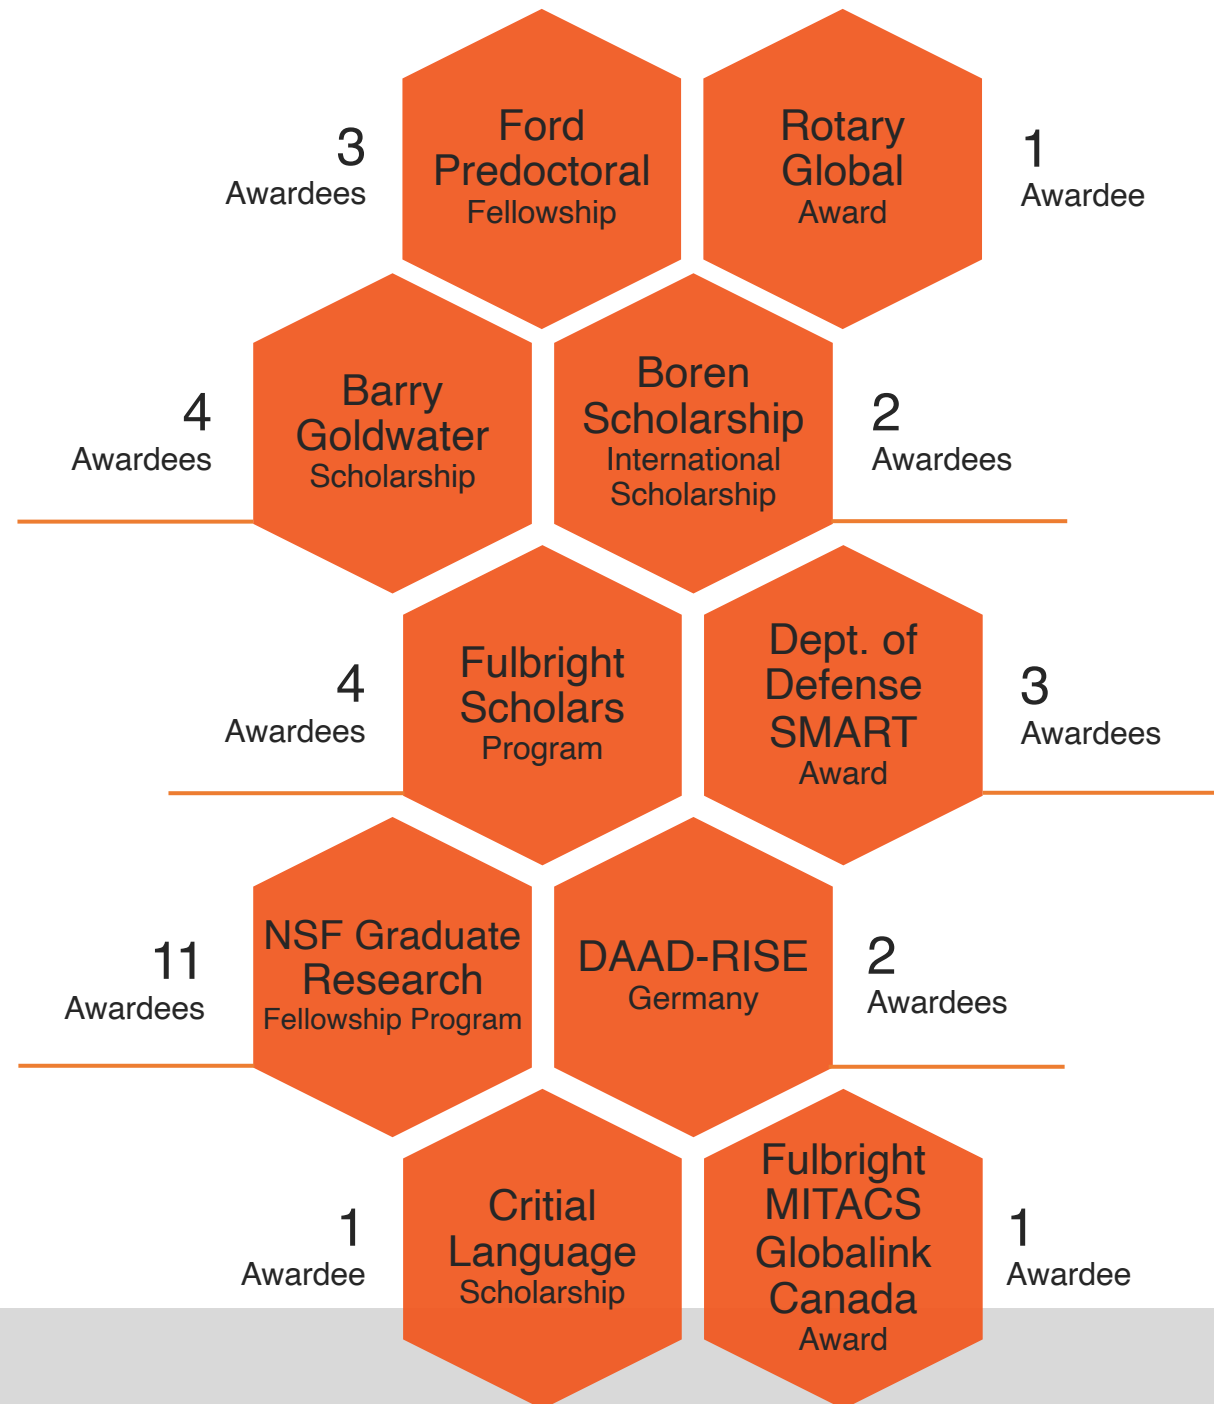 3
Awardees
Ford
Predoctoral
Fellowship
Rotary
Global
Award
1
Awardee
4
Awardees
Barry
Goldwater
Scholarship
Boren
Scholarship
International
Scholarship
2
Awardees
4
Awardees
Fulbright
Scholars
Program
Dept. of
Defense
SMART
Award
3
Awardees
11
Awardees
NSF Graduate
Research
Fellowship Program
DAAD-RISE
Germany
2
Awardees
1
Awardee
Critial
Language
Scholarship
Fulbright
MITACS
Globalink
Canada
Award
1
Awardee